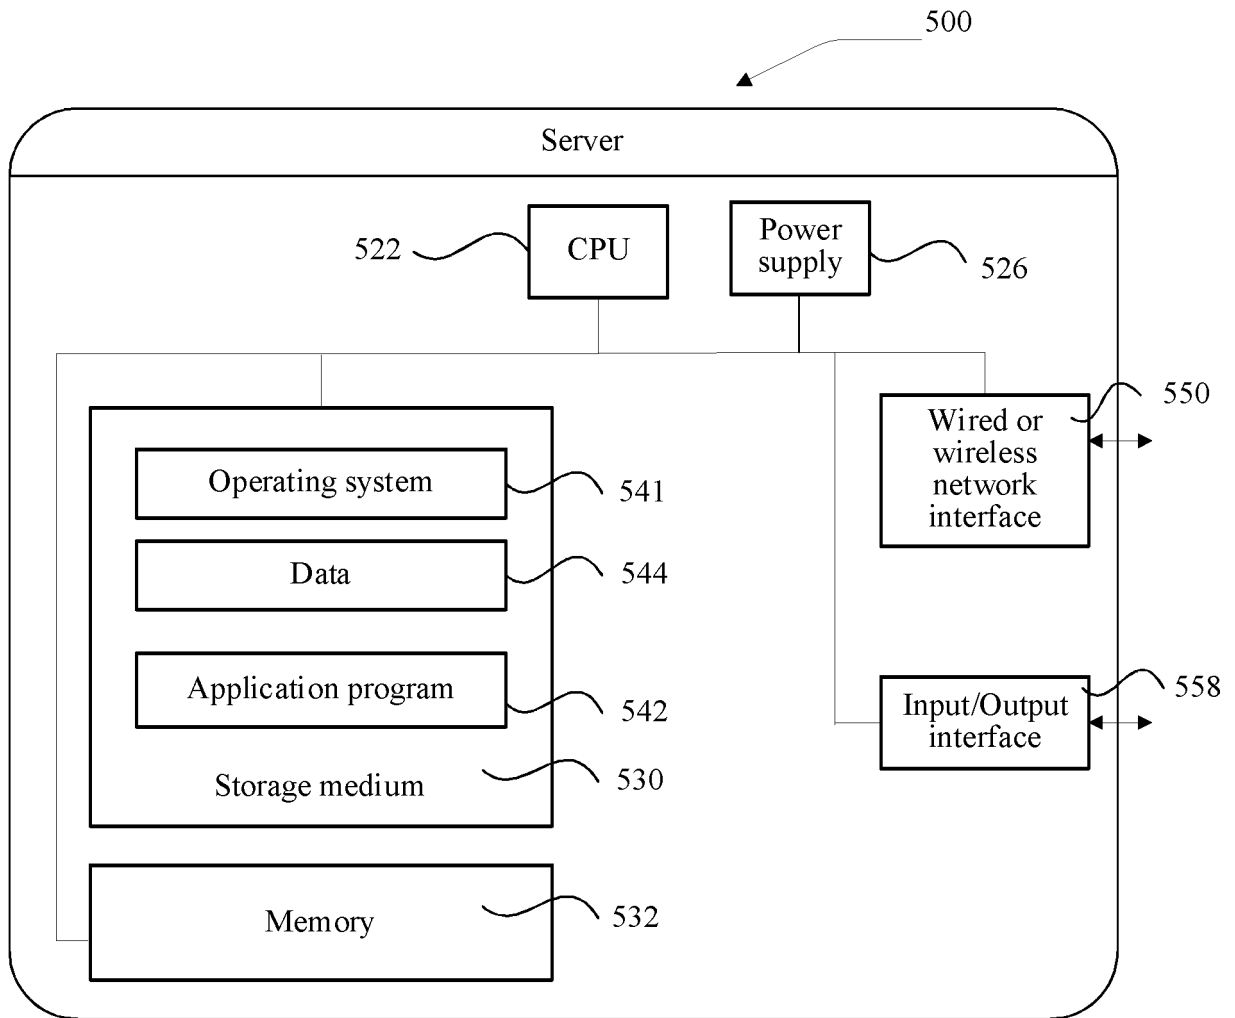 500
Server
522
CPU
Power
supply
526
550
Wired or
wireless
network
interface
Operating system
541
Data
544
Application program
542
558
Input/Output
interface
Storage medium
530
Memory
532